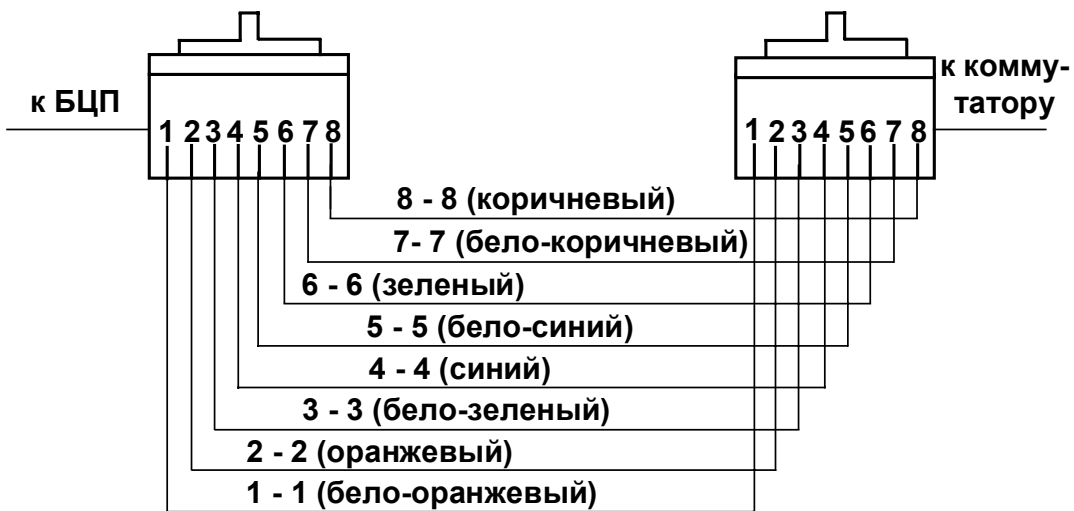 к БЦП
1 2 3 4 5 6 7 8
к комму-
татору
1 2 3 4 5 6 7 8
8 - 8 (коричневый)
7- 7 (бело-коричневый)
6 - 6 (зеленый)
5 - 5 (бело-синий)
4 - 4 (синий)
3 - 3 (бело-зеленый)
2 - 2 (оранжевый)
1 - 1 (бело-оранжевый)